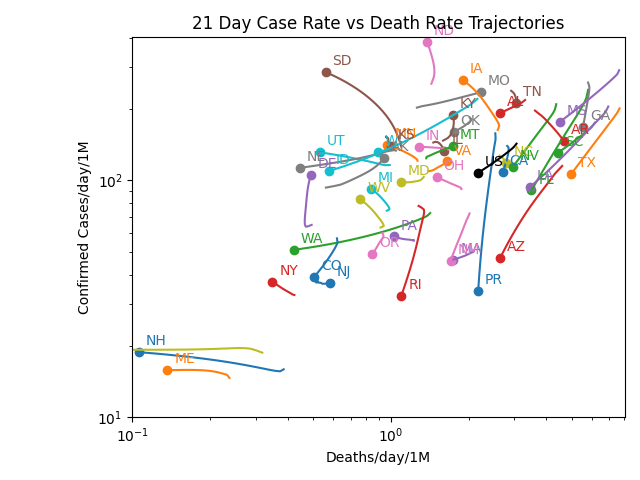 21 Day Case Rate vs Death Rate Trajectories
ND
SD
IA
MO
TN
AL
KY
MS
GA
OK
UT
IN
MT
AR
SC
KS
VA
NE
DE
ID
OH
US
CA
NV
TX
MI
MD
WV
LA
FL
WA
PA
OR
MA
AZ
NY
CO
NJ
RI
PR
NH
ME
10²
10¹
10⁻¹
10⁰
Confirmed Cases/day/1M
Deaths/day/1M